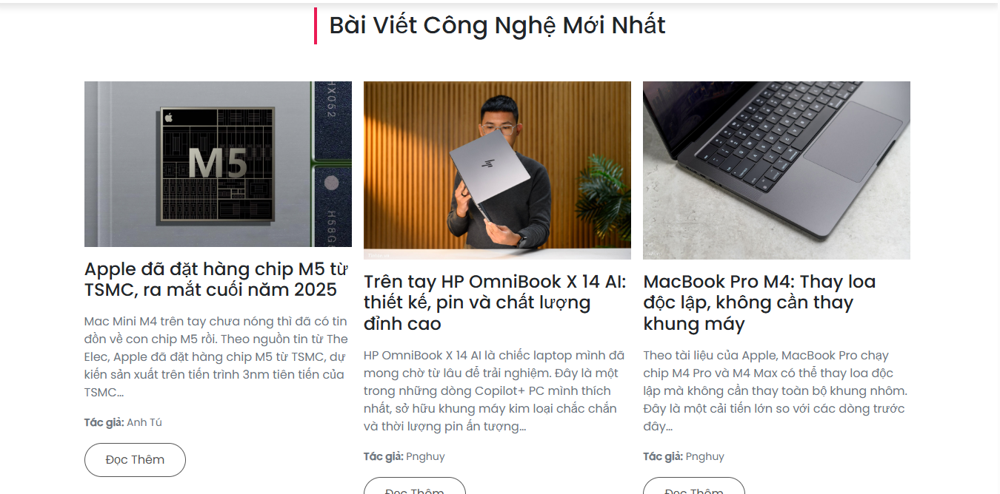 Bài Viết Công Nghệ Mới Nhất
HX052
M5
H58G
Apple đã đặt hàng chip M5 từ
TSMC, ra mắt cuối năm 2025
Mac Mini M4 trên tay chưa nóng thì đã có tin
đồn về con chip M5 rồi. Theo nguồn tin từ The
Elec, Apple đã đặt hàng chip M5 từ TSMC, dự
kiến sản xuất trên tiến trình 3nm tiên tiến của
TSMC...
Tác giả: Anh Tú
Đọc Thêm
hp
Trên tay HP OmniBook X 14 AI:
thiết kế, pin và chất lượng
đỉnh cao
HP OmniBook X 14 AI là chiếc laptop mình đã
mong chờ từ lâu để trải nghiệm. Đây là một
trong những dòng Copilot+ PC mình thích
nhất, sở hữu khung máy kim loại chắc chắn
và thời lượng pin ấn tượng...
Tác giả: Pnghuy
Đọc Thêm
MacBook Pro M4: Thay loa
độc lập, không cần thay
khung máy
Theo tài liệu của Apple, MacBook Pro chạy
chip M4 Pro và M4 Max có thể thay loa độc
lập mà không cần thay toàn bộ khung nhôm.
Đây là một cải tiến lớn so với các dòng trước
đây...
Tác giả: Pnghuy
Đọc Thêm